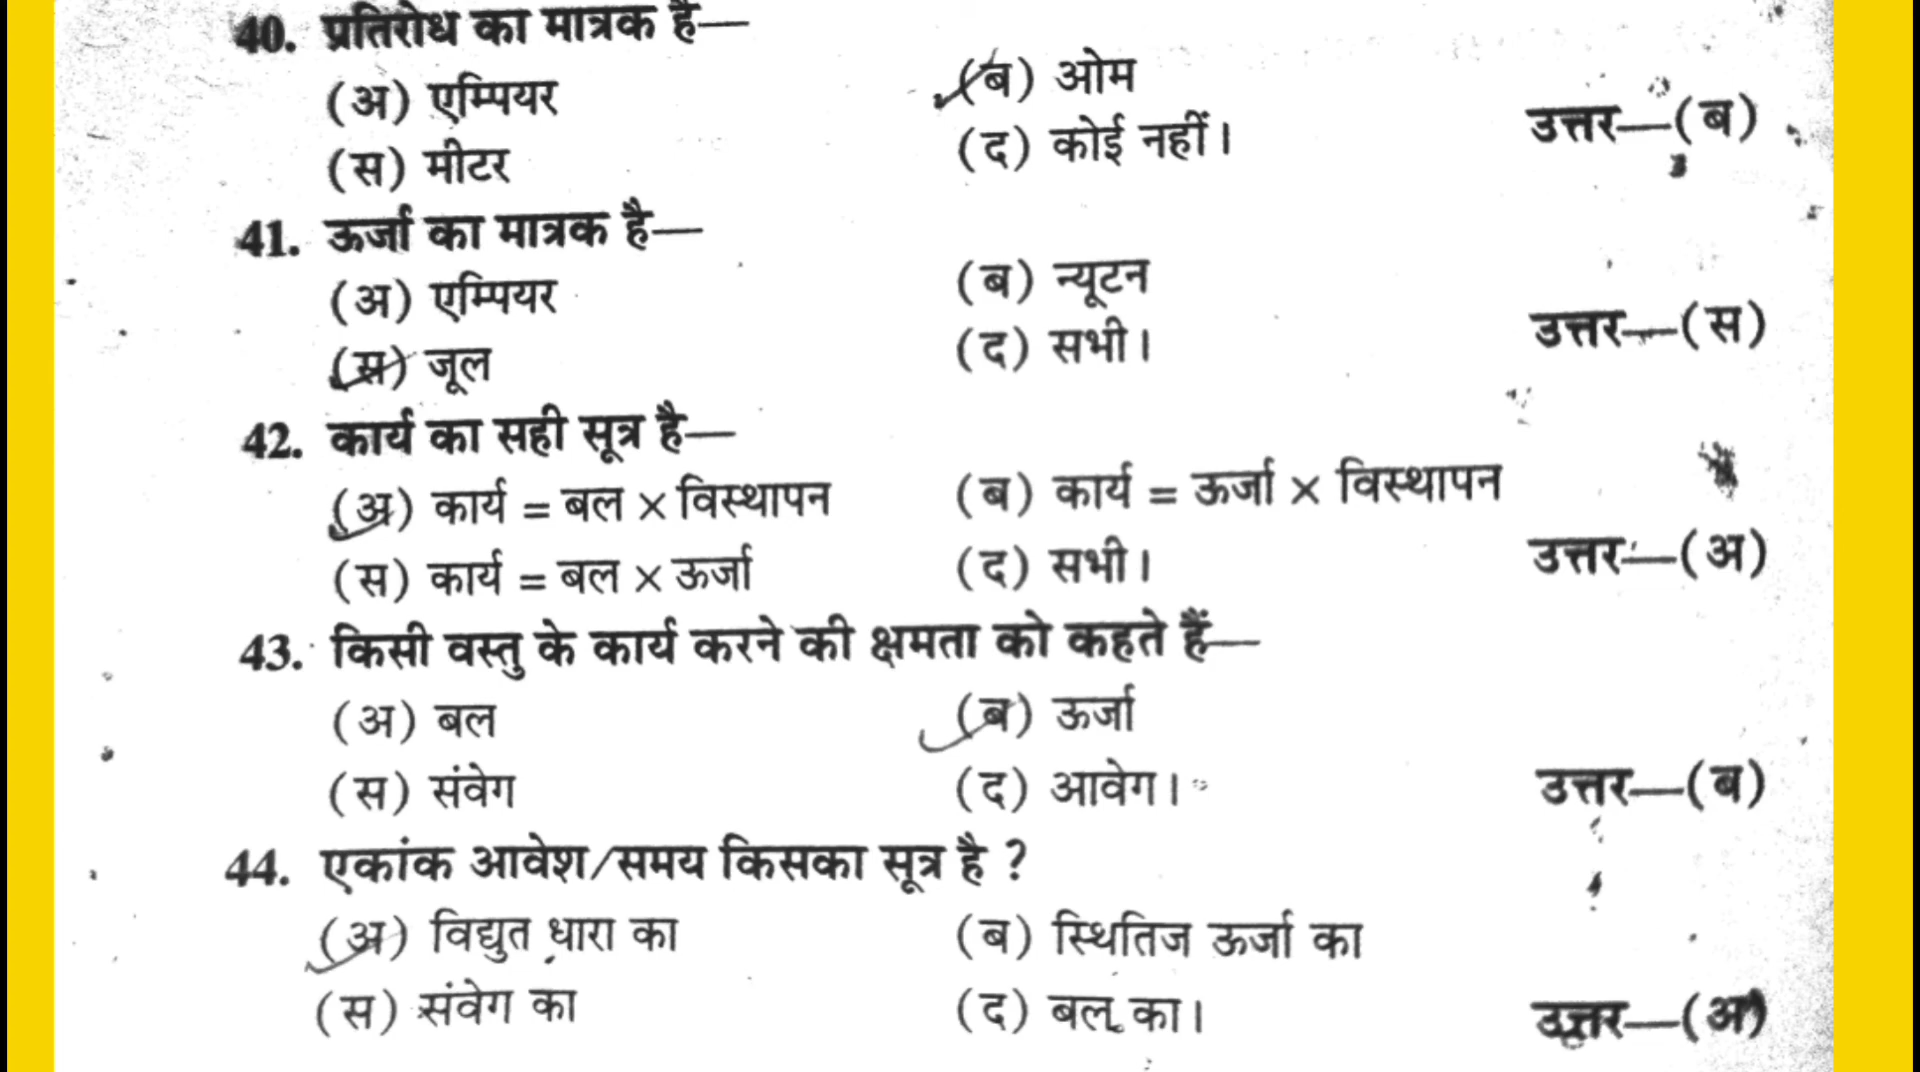 40. प्रतिरोध का मात्रक है—
(अ) एम्पियर (ब) ओम
(स) मीटर (द) कोई नहीं। उत्तर—(ब)
41. ऊर्जा का मात्रक है—
(अ) एम्पियर (ब) न्यूटन
(स) जूल (द) सभी। उत्तर—(स)
42. कार्य का सही सूत्र है—
(अ) कार्य = बल × विस्थापन (ब) कार्य = ऊर्जा × विस्थापन
(स) कार्य = बल × ऊर्जा (द) सभी। उत्तर—(अ)
43. किसी वस्तु के कार्य करने की क्षमता को कहते हैं—
(अ) बल (ब) ऊर्जा
(स) संवेग (द) आवेग। उत्तर—(ब)
44. एकांक आवेश/समय किसका सूत्र है ?
(अ) विद्युत धारा का (ब) स्थितिज ऊर्जा का
(स) संवेग का (द) बल का। उत्तर—(अ)